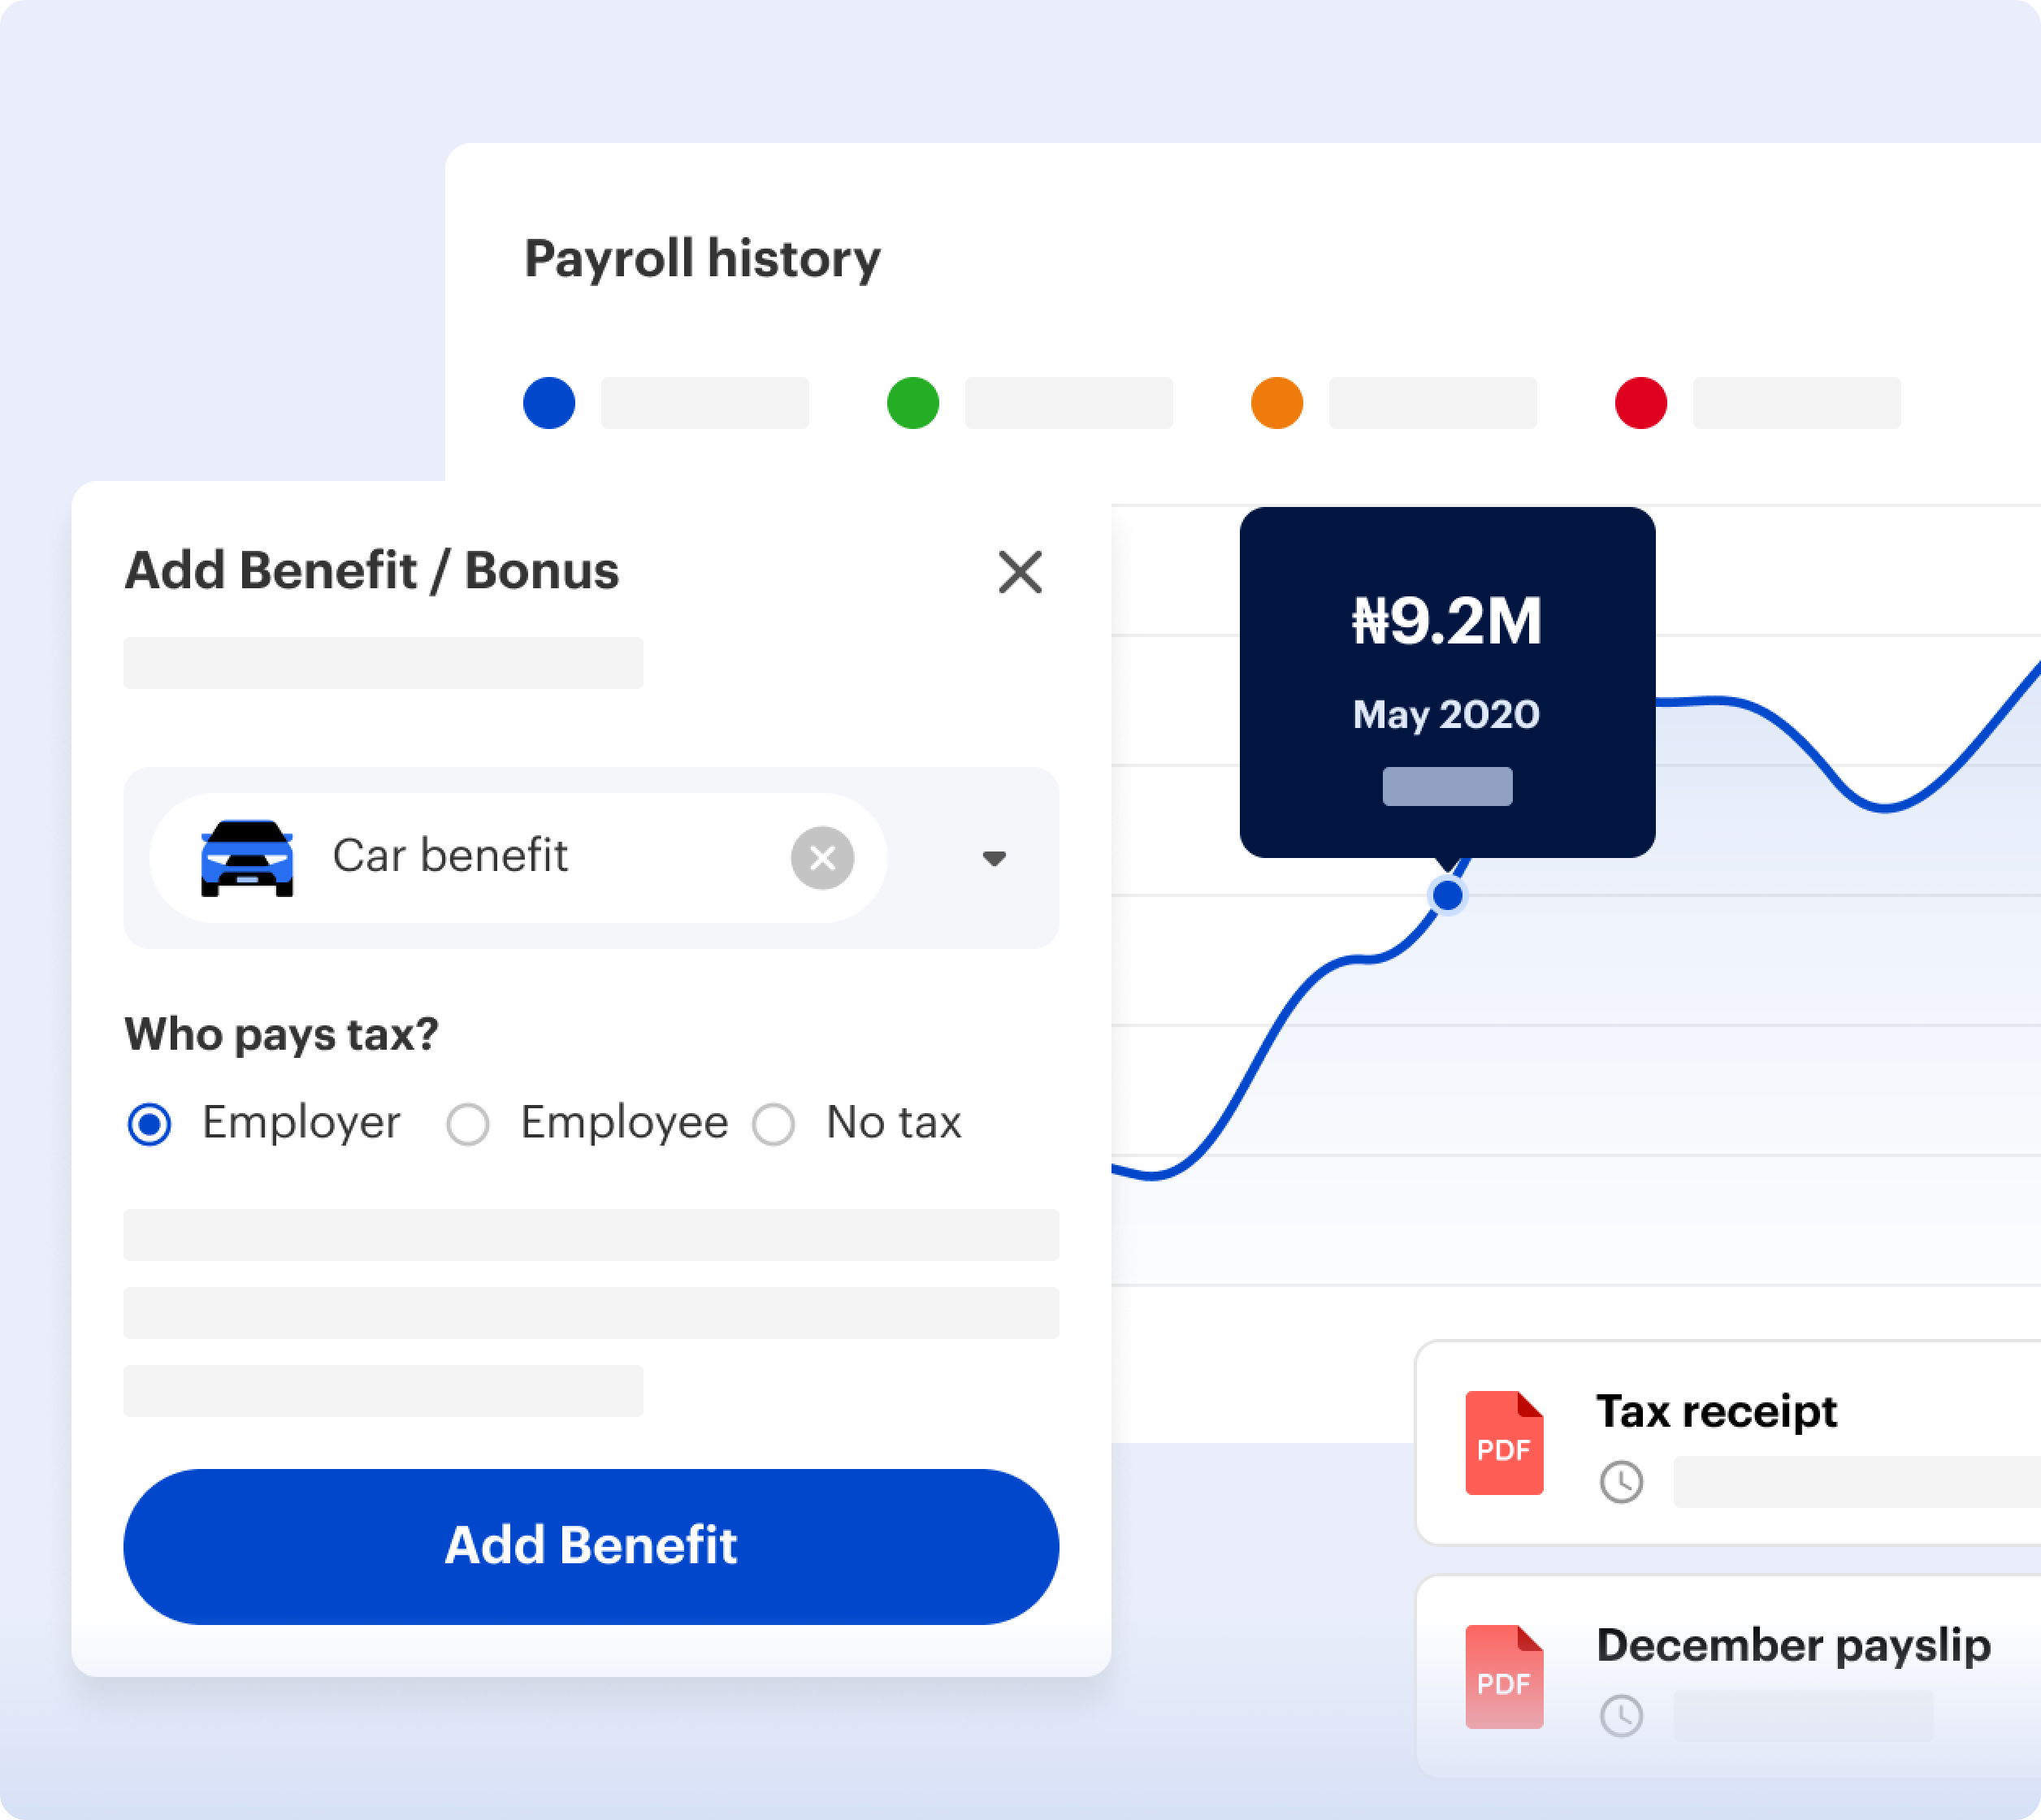 Payroll history
Add Benefit / Bonus
₦9.2M
May 2020
Car benefit
Who pays tax?
Employer Employee No tax
Tax receipt
PDF
Add Benefit
December payslip
PDF